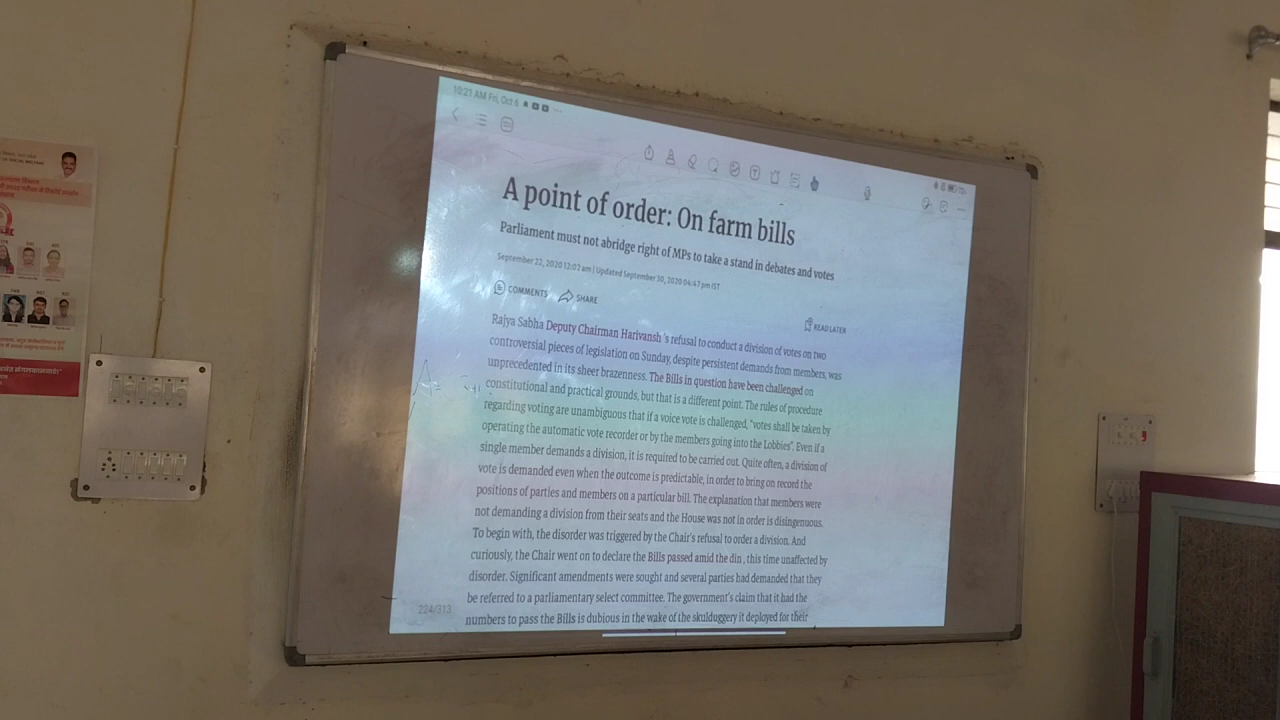 10:21 AM Fri, Oct 6
A point of order: On farm bills
Parliament must not abridge right of MPs to take a stand in debates and votes
September 22, 2020 12:02 am | Updated September 30, 2020 04:47 pm IST
COMMENTS SHARE
READ LATER
Rajya Sabha Deputy Chairman Harivansh 's refusal to conduct a division of votes on two
controversial pieces of legislation on Sunday, despite persistent demands from members, was
unprecedented in its sheer brazenness. The Bills in question have been challenged on
constitutional and practical grounds, but that is a different point. The rules of procedure
regarding voting are unambiguous that if a voice vote is challenged, "votes shall be taken by
operating the automatic vote recorder or by the members going into the Lobbies". Even if a
single member demands a division, it is required to be carried out. Quite often, a division of
vote is demanded even when the outcome is predictable, in order to bring on record the
positions of parties and members on a particular bill. The explanation that members were
not demanding a division from their seats and the House was not in order is disingenuous.
To begin with, the disorder was triggered by the Chair's refusal to order a division. And
curiously, the Chair went on to declare the Bills passed amid the din , this time unaffected by
disorder. Significant amendments were sought and several parties had demanded that they
be referred to a parliamentary select committee. The government's claim that it had the
numbers to pass the Bills is dubious in the wake of the skulduggery it deployed for their
224/313